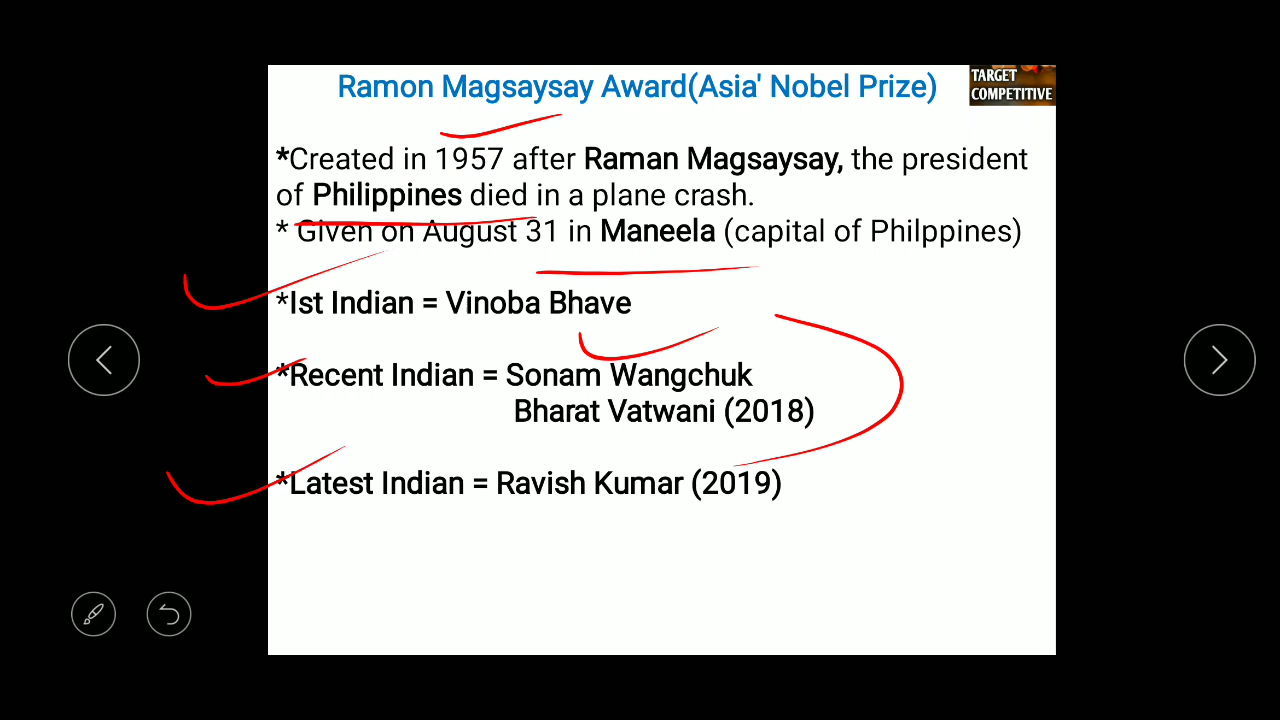 Ramon Magsaysay Award(Asia' Nobel Prize)
TARGET
COMPETITIVE
*Created in 1957 after Raman Magsaysay, the president
of Philippines died in a plane crash.
* Given on August 31 in Maneela (capital of Philppines)
*Ist Indian = Vinoba Bhave
*Recent Indian = Sonam Wangchuk
Bharat Vatwani (2018)
*Latest Indian = Ravish Kumar (2019)